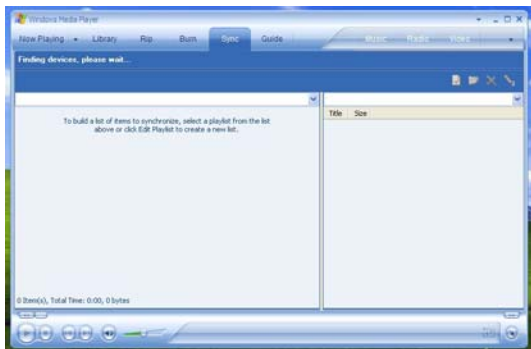 Windows Media Player
Now Playing Library Rip Burn Sync Guide Music Radio Video
Finding devices, please wait...
Title Size
To build a list of items to synchronize, select a playlist from the list
above or click Edit Playlist to create a new list.
0 Item(s), Total Time: 0:00, 0 bytes